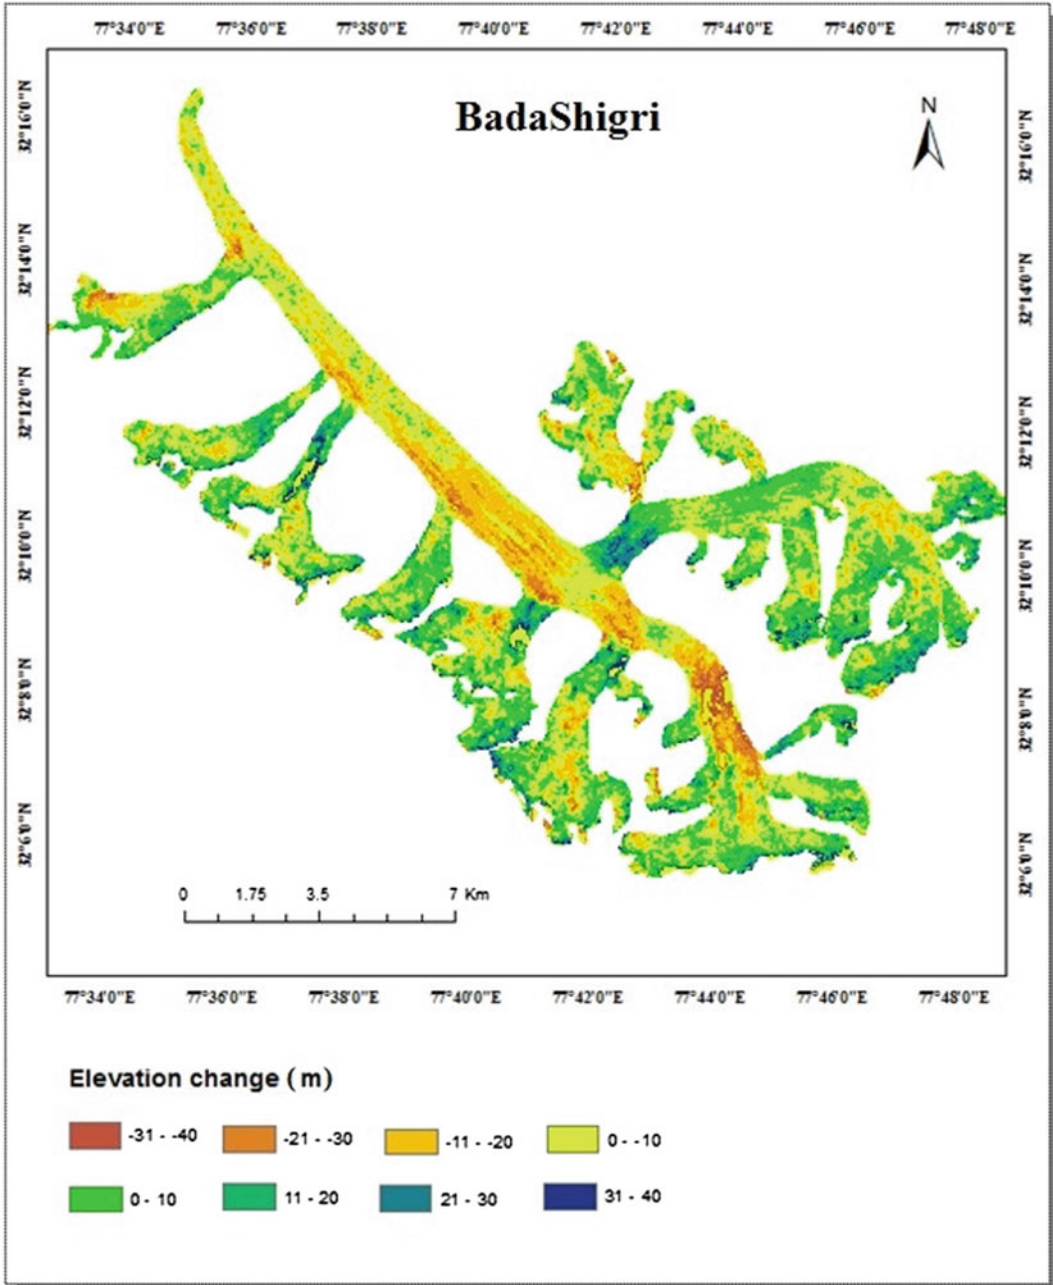 77°34'0"E 77°36'0"E 77°38'0"E 77°40'0"E 77°42'0"E 77°44'0"E 77°46'0"E 77°48'0"E
BadaShigri
N
32°16'0"N
32°14'0"N
32°12'0"N
32°10'0"N
32°8'0"N
32°6'0"N
32°16'0"N
32°14'0"N
32°12'0"N
32°10'0"N
32°8'0"N
32°6'0"N
0 1.75 3.5 7 Km
77°34'0"E 77°36'0"E 77°38'0"E 77°40'0"E 77°42'0"E 77°44'0"E 77°46'0"E 77°48'0"E
Elevation change ( m )
-31 - -40 -21 - -30 -11 - -20 0 - -10
0 - 10 11 - 20 21 - 30 31 - 40